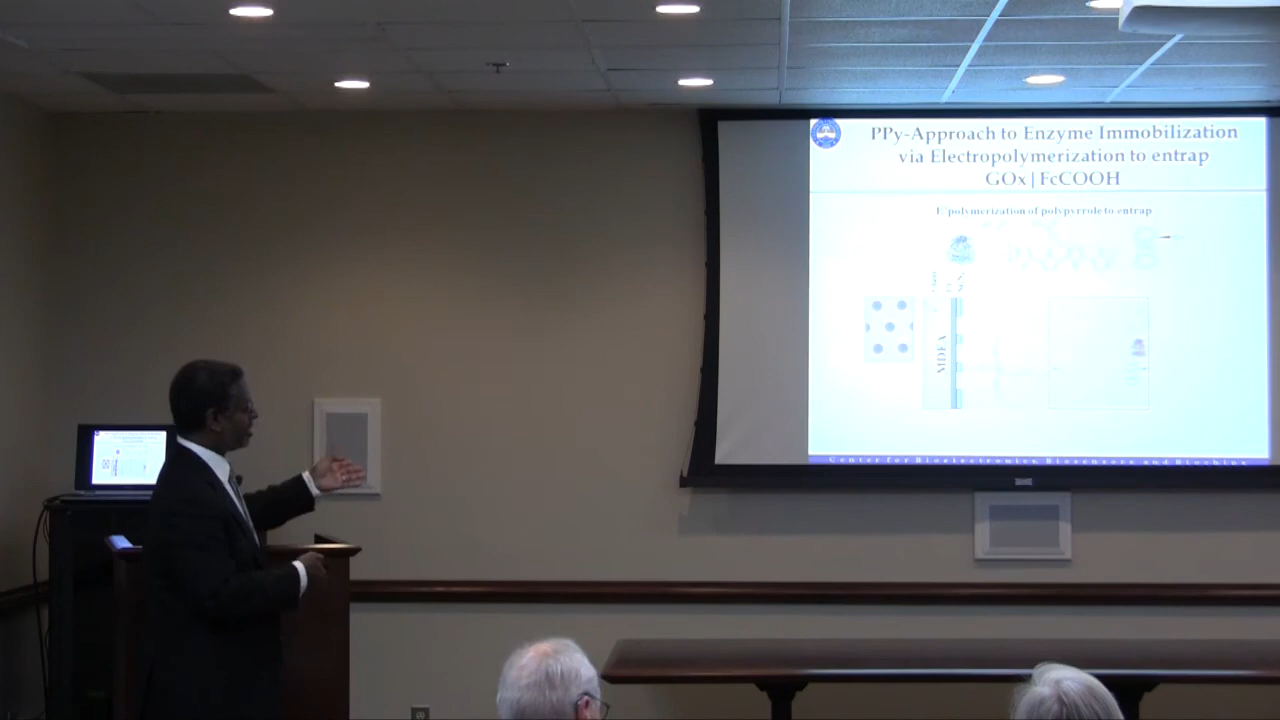 PPy-Approach to Enzyme Immobilization
via Electropolymerization to entrap
GOx|FcCOOH
E'polymerization of polypyrrole to entrap
MDEA
Center for Bioelectronics, Biosensors and Biochips